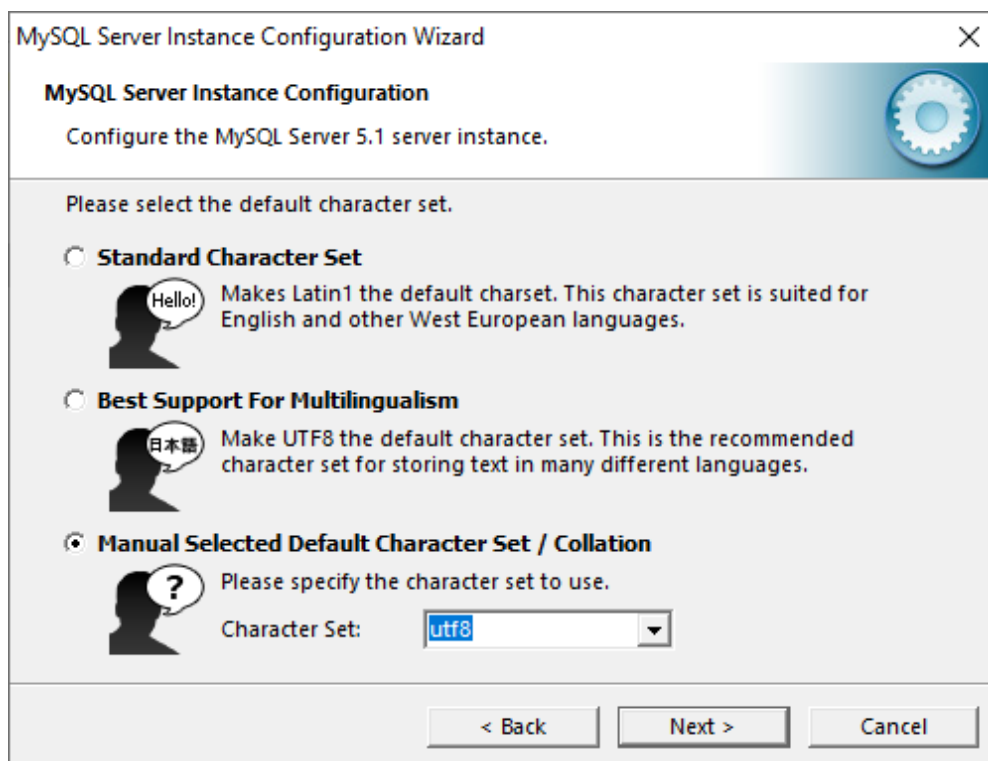 MySQL Server Instance Configuration Wizard
MySQL Server Instance Configuration
Configure the MySQL Server 5.1 server instance.
Please select the default character set.
Standard Character Set
Hello!
Makes Latin1 the default charset. This character set is suited for
English and other West European languages.
Best Support For Multilingualism
日本語
Make UTF8 the default character set. This is the recommended
character set for storing text in many different languages.
Manual Selected Default Character Set / Collation
?
Please specify the character set to use.
Character Set: utf8
< Back Next > Cancel